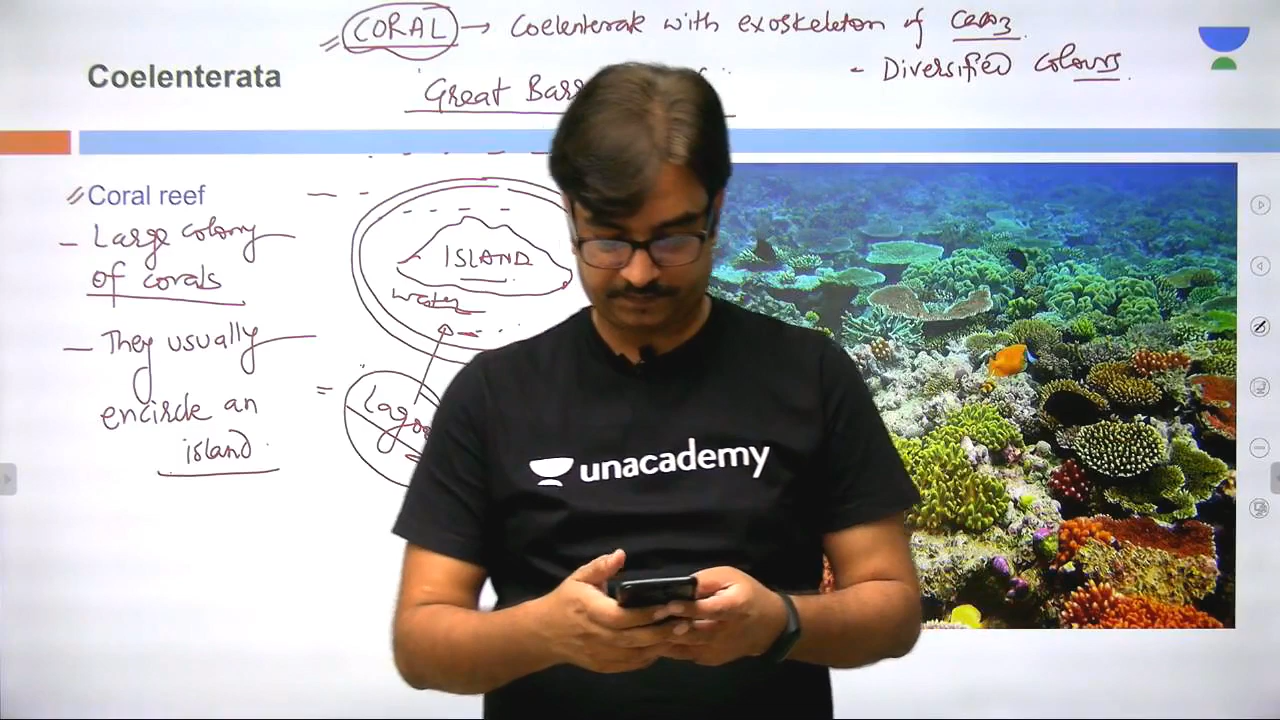 CORAL → Coelenterate with exoskeleton of CaCO3
- Diversified Colours
Coelenterata
Great
Coral reef
- Large colony
of corals
- They usually
encircle an
island
ISLAND
water
unacademy